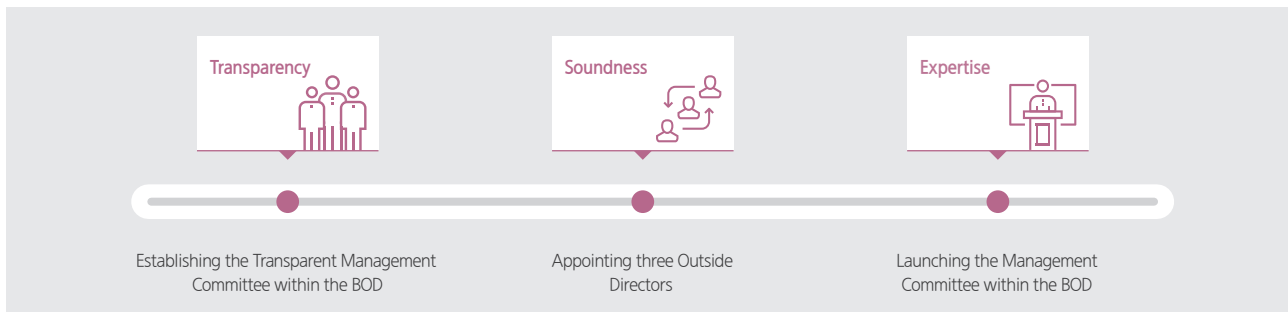 Transparency
Soundness
Expertise
Establishing the Transparent Management
Committee within the BOD
Appointing three Outside
Directors
Launching the Management
Committee within the BOD